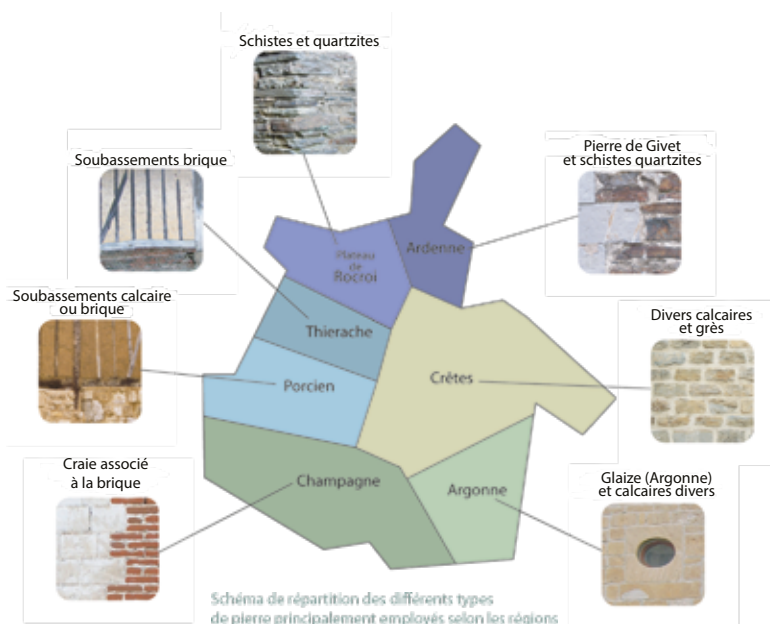 Schistes et quartzites
Soubassements brique
Pierre de Givet
et schistes quartzites
Ardenne
Plateau
de
Rocroi
Soubassements calcaire
ou brique
Thierache
Divers calcaires
et grès
Porcien
Crêtes
Craie associé
à la brique
Champagne
Argonne
Glaize (Argonne)
et calcaires divers
Schéma de répartition des différents types
de pierre principalement employés selon les régions